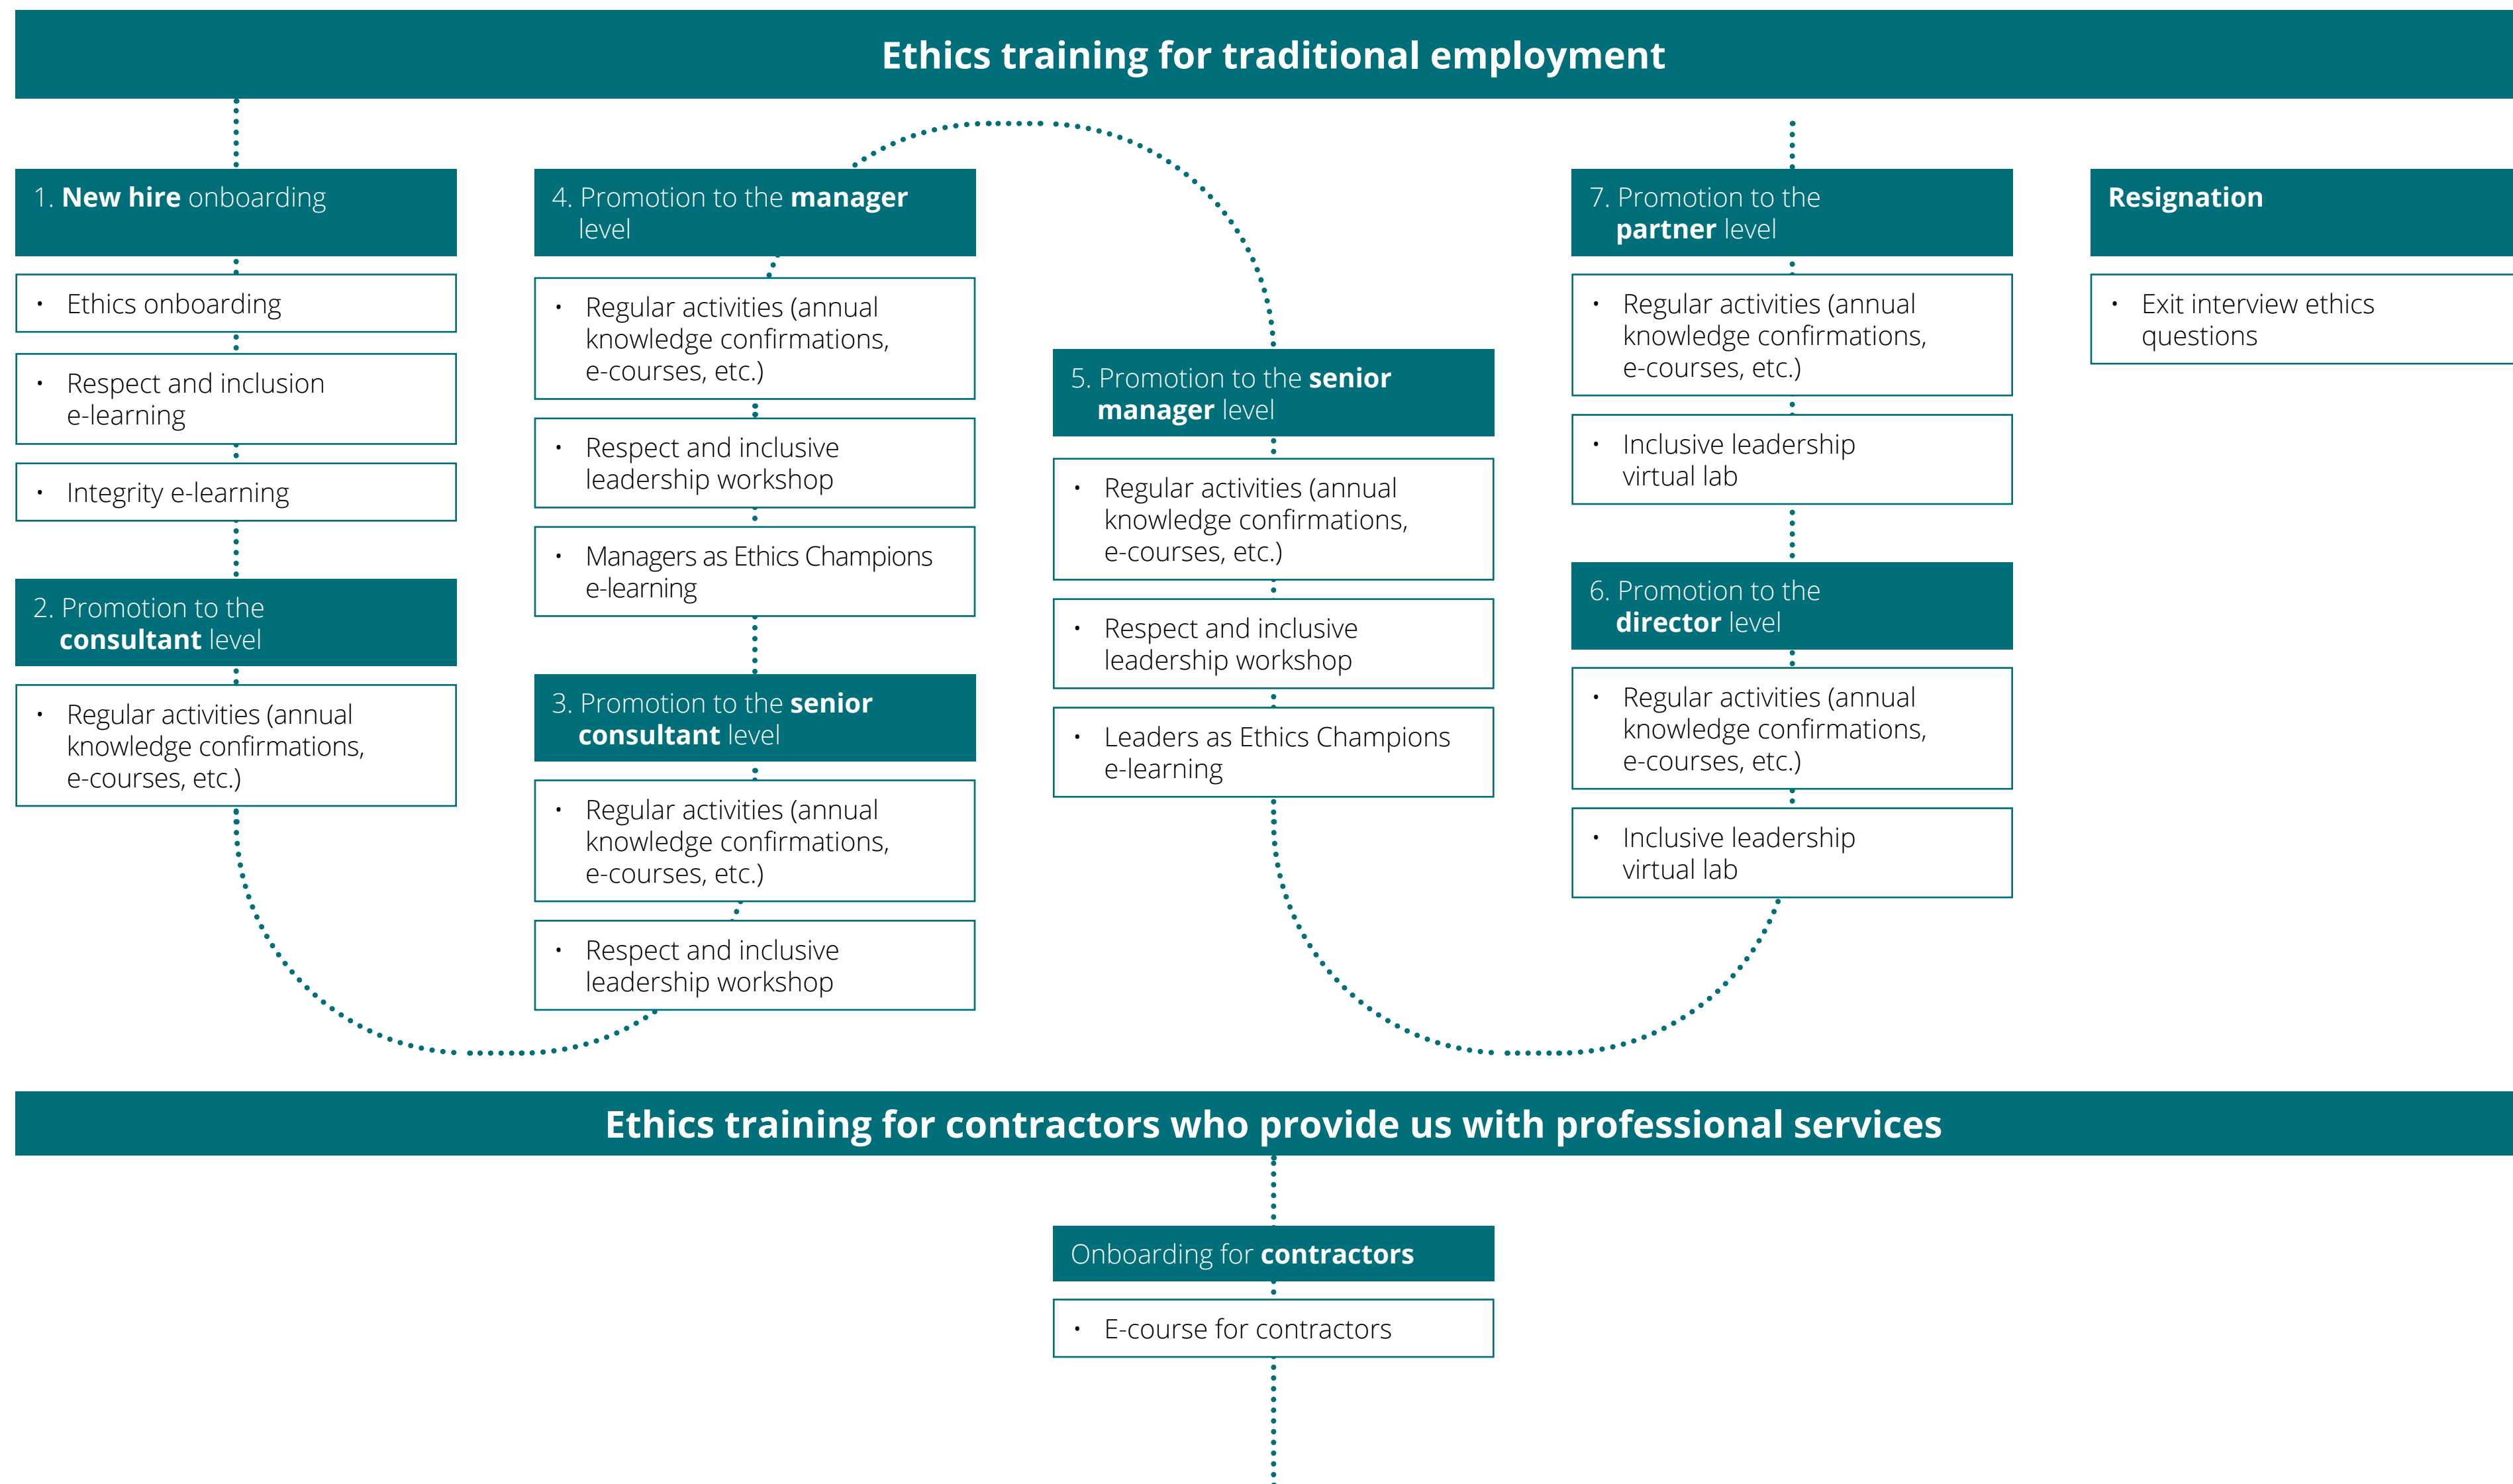 Ethics training for traditional employment
1. New hire onboarding
• Ethics onboarding
• Respect and inclusion
e-learning
• Integrity e-learning
2. Promotion to the
consultant level
• Regular activities (annual
knowledge confirmations,
e-courses, etc.)
4. Promotion to the manager
level
• Regular activities (annual
knowledge confirmations,
e-courses, etc.)
• Respect and inclusive
leadership workshop
• Managers as Ethics Champions
e-learning
3. Promotion to the senior
consultant level
• Regular activities (annual
knowledge confirmations,
e-courses, etc.)
• Respect and inclusive
leadership workshop
5. Promotion to the senior
manager level
• Regular activities (annual
knowledge confirmations,
e-courses, etc.)
• Respect and inclusive
leadership workshop
• Leaders as Ethics Champions
e-learning
7. Promotion to the
partner level
• Regular activities (annual
knowledge confirmations,
e-courses, etc.)
• Inclusive leadership
virtual lab
6. Promotion to the
director level
• Regular activities (annual
knowledge confirmations,
e-courses, etc.)
• Inclusive leadership
virtual lab
Resignation
• Exit interview ethics
questions
Ethics training for contractors who provide us with professional services
Onboarding for contractors
• E-course for contractors